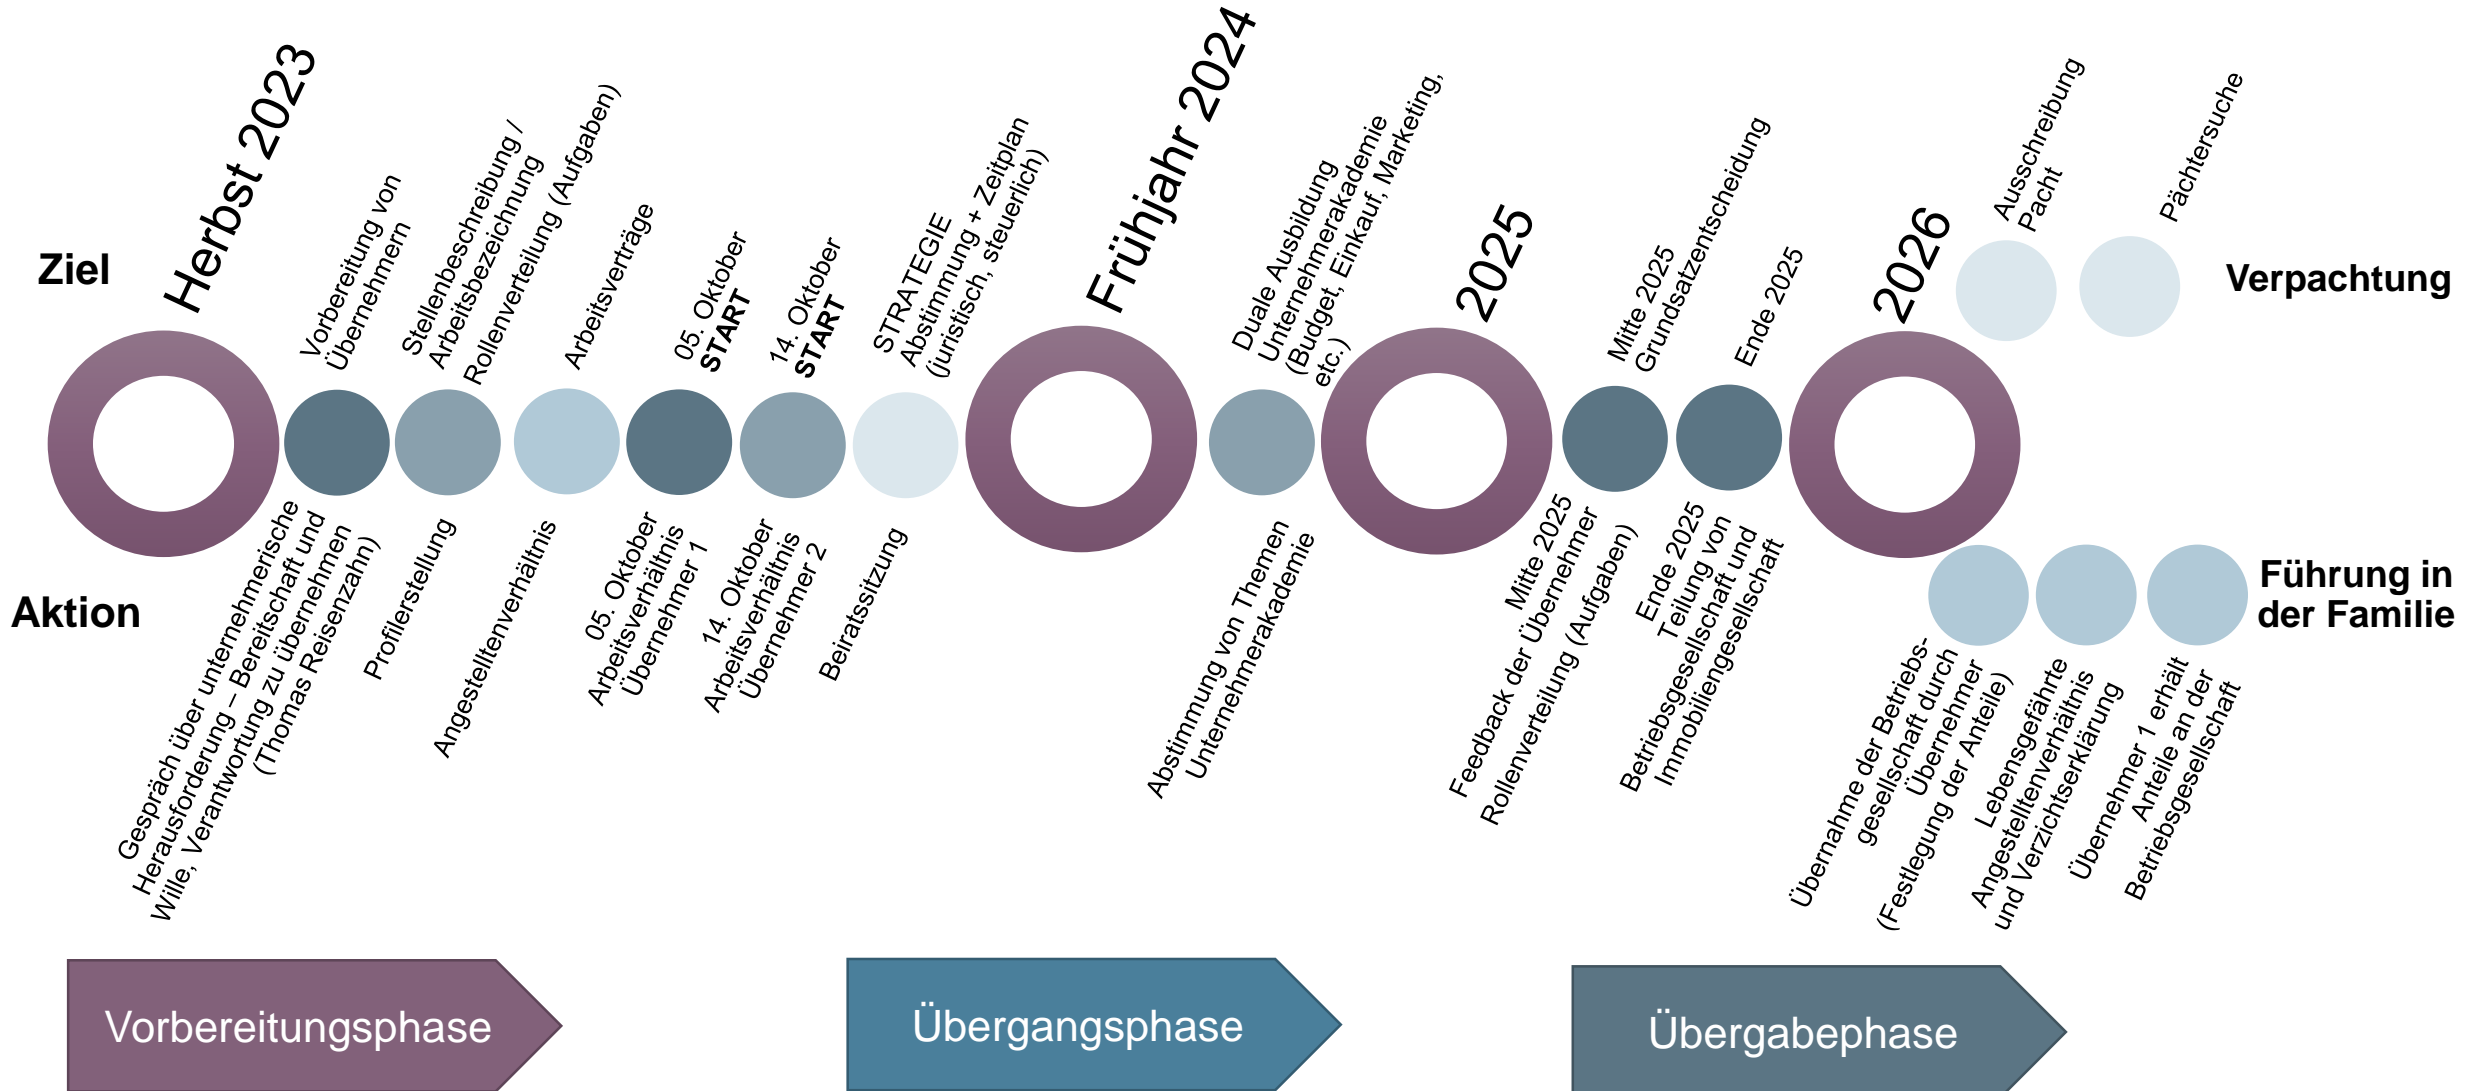 Ziel
Herbst 2023
Vorbereitung von
Übernehmern
Stellenbeschreibung /
Arbeitsbezeichnung
Rollenverteilung (Aufgaben)
Arbeitsverträge
05. Oktober
START
14. Oktober
START
STRATEGIE
Abstimmung + Zeitplan
(juristisch, steuerlich)
Frühjahr 2024
Duale Ausbildung
Unternehmerakademie
(Budget, Einkauf, Marketing,
etc.)
2025
Mitte 2025
Grundsatzentscheidung
Ende 2025
2026
Ausschreibung
Pacht
Pächtersuche
Verpachtung
Aktion
Gespräch über unternehmerische
Herausforderung – Bereitschaft und
Wille, Verantwortung zu übernehmen
(Thomas Reisenzahn)
Profilerstellung
Angestelltenverhältnis
05. Oktober
Arbeitsverhältnis
Übernehmer 1
14. Oktober
Arbeitsverhältnis
Übernehmer 2
Beiratssitzung
Abstimmung von Themen
Unternehmerakademie
Mitte 2025
Feedback der Übernehmer
Rollenverteilung (Aufgaben)
Ende 2025
Teilung von
Betriebsgesellschaft und
Immobiliengesellschaft
Übernahme der Betriebs-
gesellschaft durch
Übernehmer
(Festlegung der Anteile)
Lebensgefährte
Angestelltenverhältnis
und Verzichtserklärung
Übernehmer 1 erhält
Anteile an der
Betriebsgesellschaft
Führung in
der Familie
Vorbereitungsphase
Übergangsphase
Übergabephase